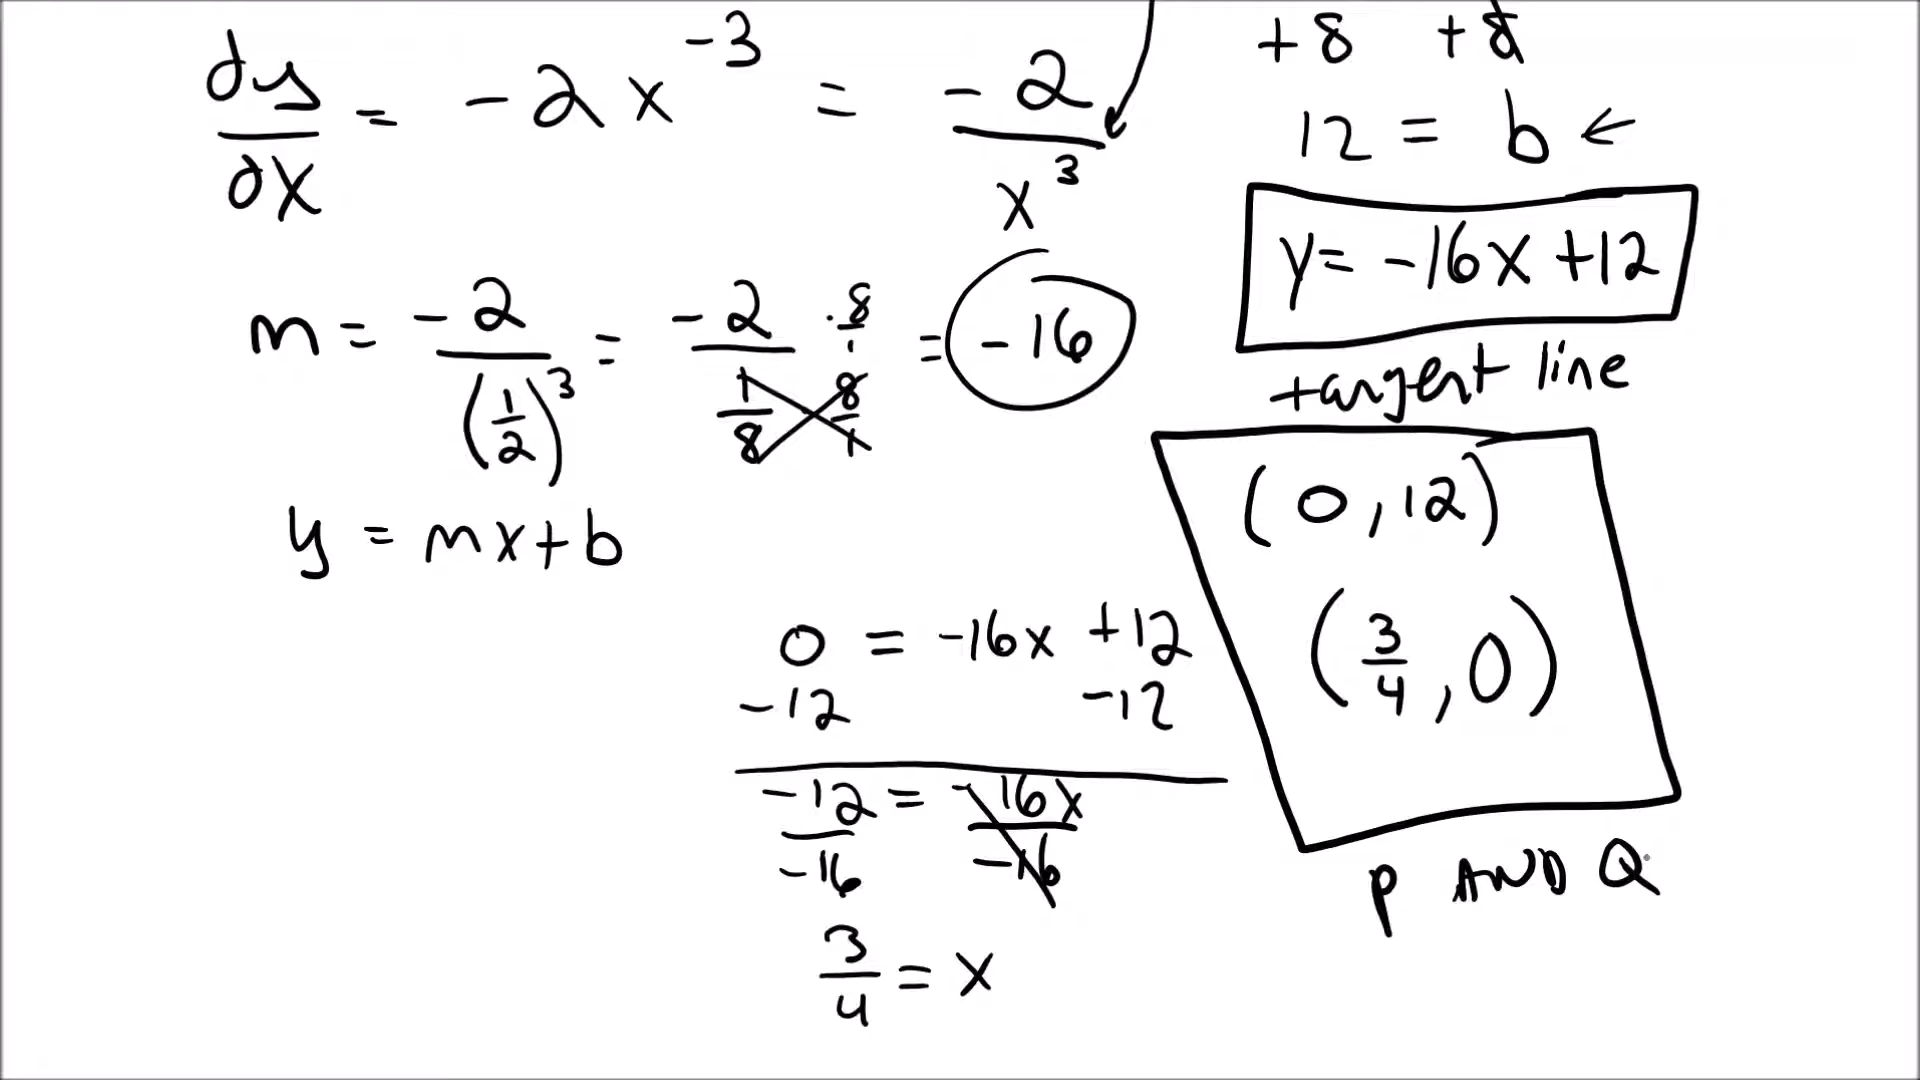 dy/dx = -2x^-3 = -2/x^3
m = -2/(1/2)^3 = -2/(1/8) · 8/1 / 8/1 = -16
y = mx+b
+8 +8
12 = b ←
y = -16x +12
tangent line
(0, 12)
(3/4, 0)
P AND Q
0 = -16x +12
-12 -12
-12/-16 = -16x/-16
3/4 = x